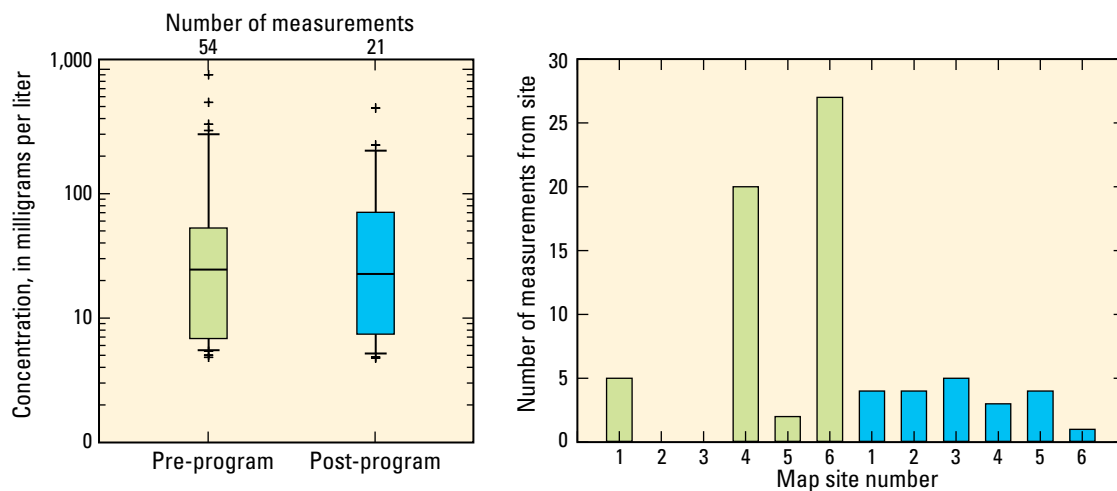 Number of measurements
54 21
Concentration, in milligrams per liter
1,000
100
10
0
Pre-program Post-program
Number of measurements from site
30
25
20
15
10
5
0
1 2 3 4 5 6 1 2 3 4 5 6
Map site number